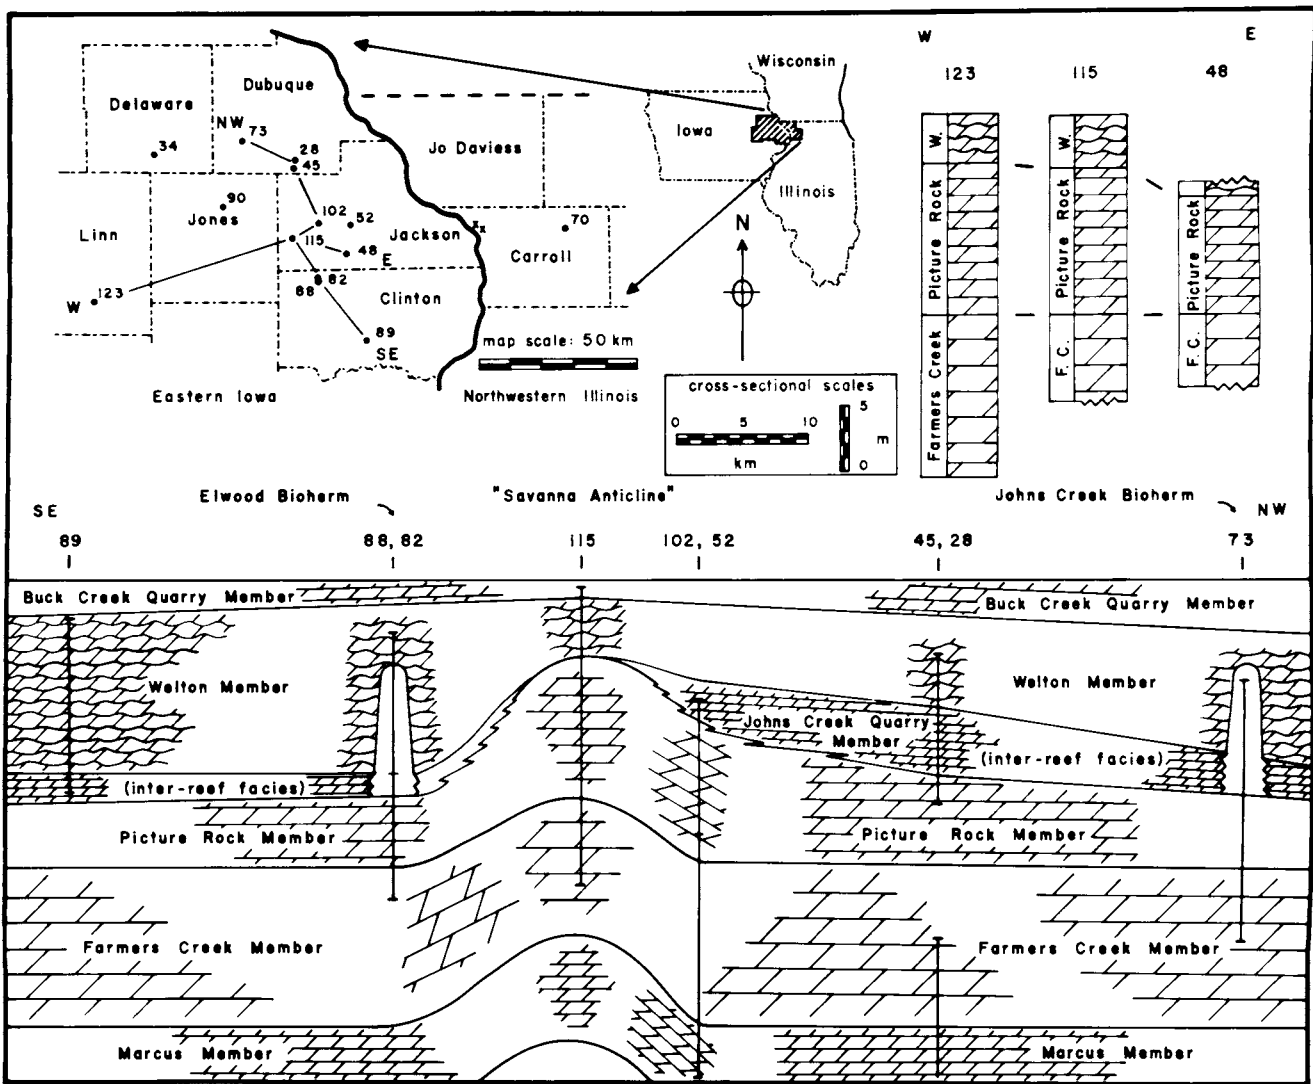 Wisconsin
Iowa
Illinois
N
Delaware
Dubuque
NW
73
34
28
45
Jo Daviess
90
Jones
102
52
Linn
115
Jackson
xx
70
48
E
Carroll
W
123
82
88
Clinton
89
SE
map scale: 50 km
Eastern Iowa
Northwestern Illinois
cross-sectional scales
0 5 10
km
5
m
0
W E
123 115 48
W.
Picture Rock
Farmers Creek
W.
Picture Rock
F.C.
Picture Rock
F.C.
Elwood Bioherm
"Savanna Anticline"
Johns Creek Bioherm
SE
NW
89 88, 82 115 102, 52 45, 28 73
Buck Creek Quarry Member
Buck Creek Quarry Member
Welton Member
Welton Member
Johns Creek Quarry
Member
(inter-reef facies)
(inter-reef facies)
Picture Rock Member
Picture Rock Member
Farmers Creek Member
Farmers Creek Member
Marcus Member
Marcus Member